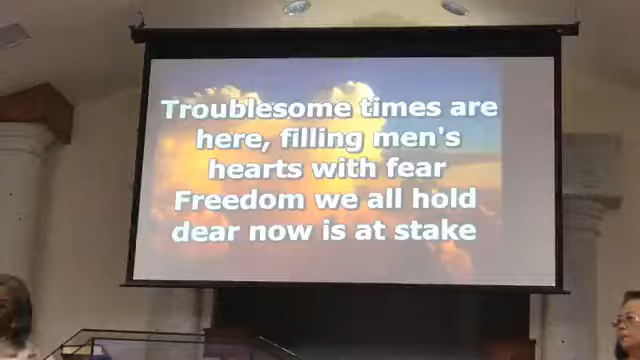 Troublesome times are
here, filling men's
hearts with fear
Freedom we all hold
dear now is at stake